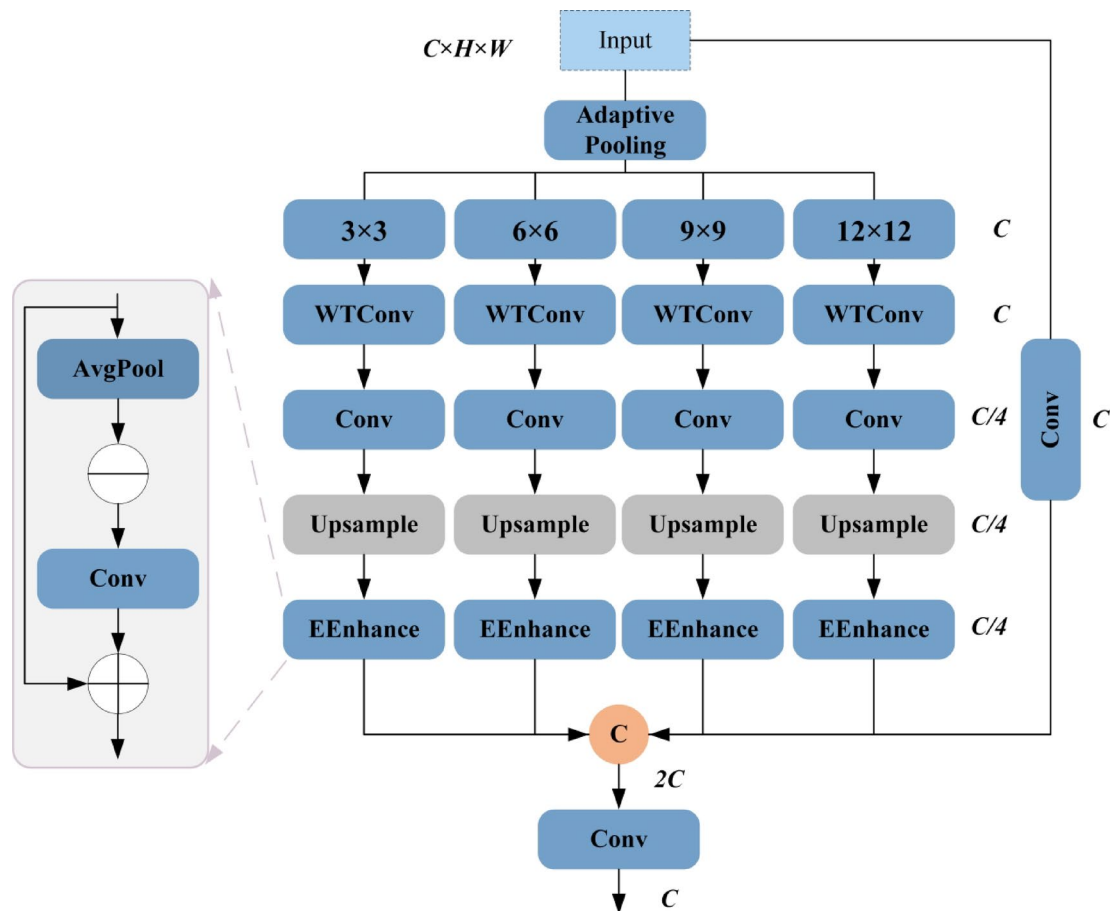 Input
C×H×W
Adaptive
Pooling
3×3
6×6
9×9
12×12
C
WTConv
WTConv
WTConv
WTConv
C
AvgPool
Conv
Conv
Conv
Conv
C/4
Conv
C
Upsample
Upsample
Upsample
Upsample
C/4
Conv
EEnhance
EEnhance
EEnhance
EEnhance
C/4
C
2C
Conv
C